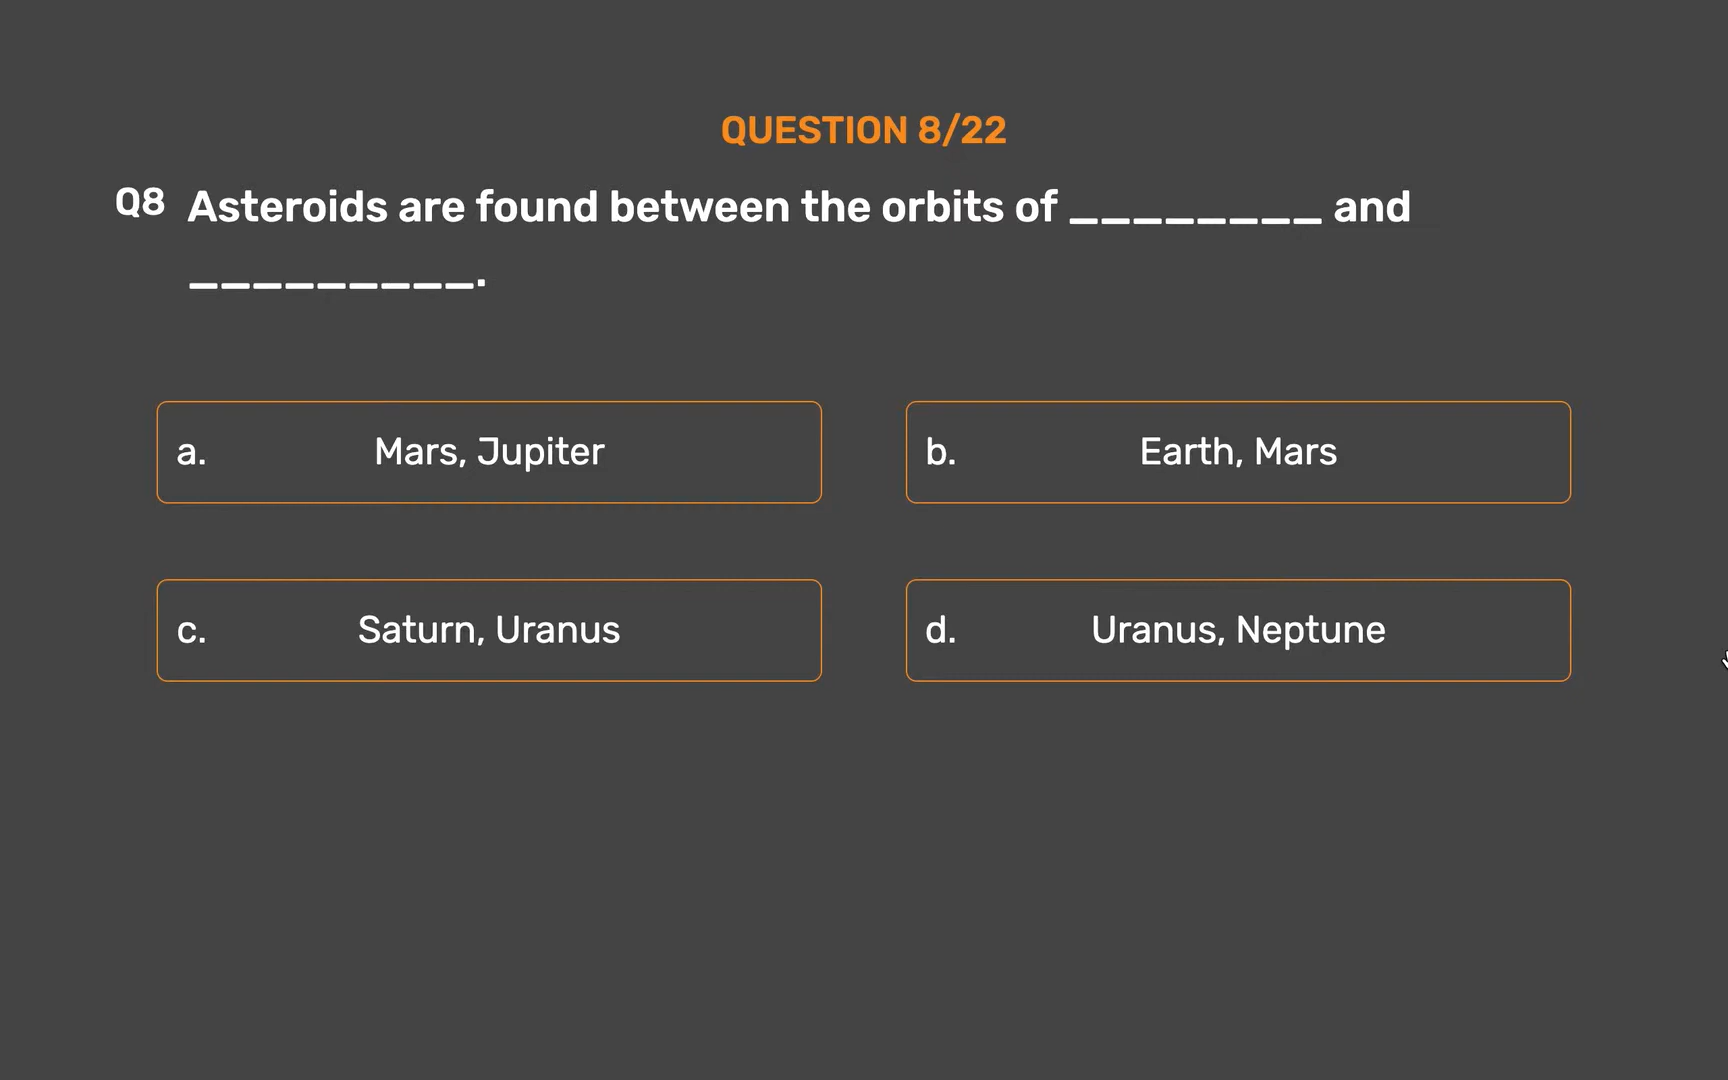 QUESTION 8/22
Q8 Asteroids are found between the orbits of ________ and
_________.
a. Mars, Jupiter
b. Earth, Mars
c. Saturn, Uranus
d. Uranus, Neptune